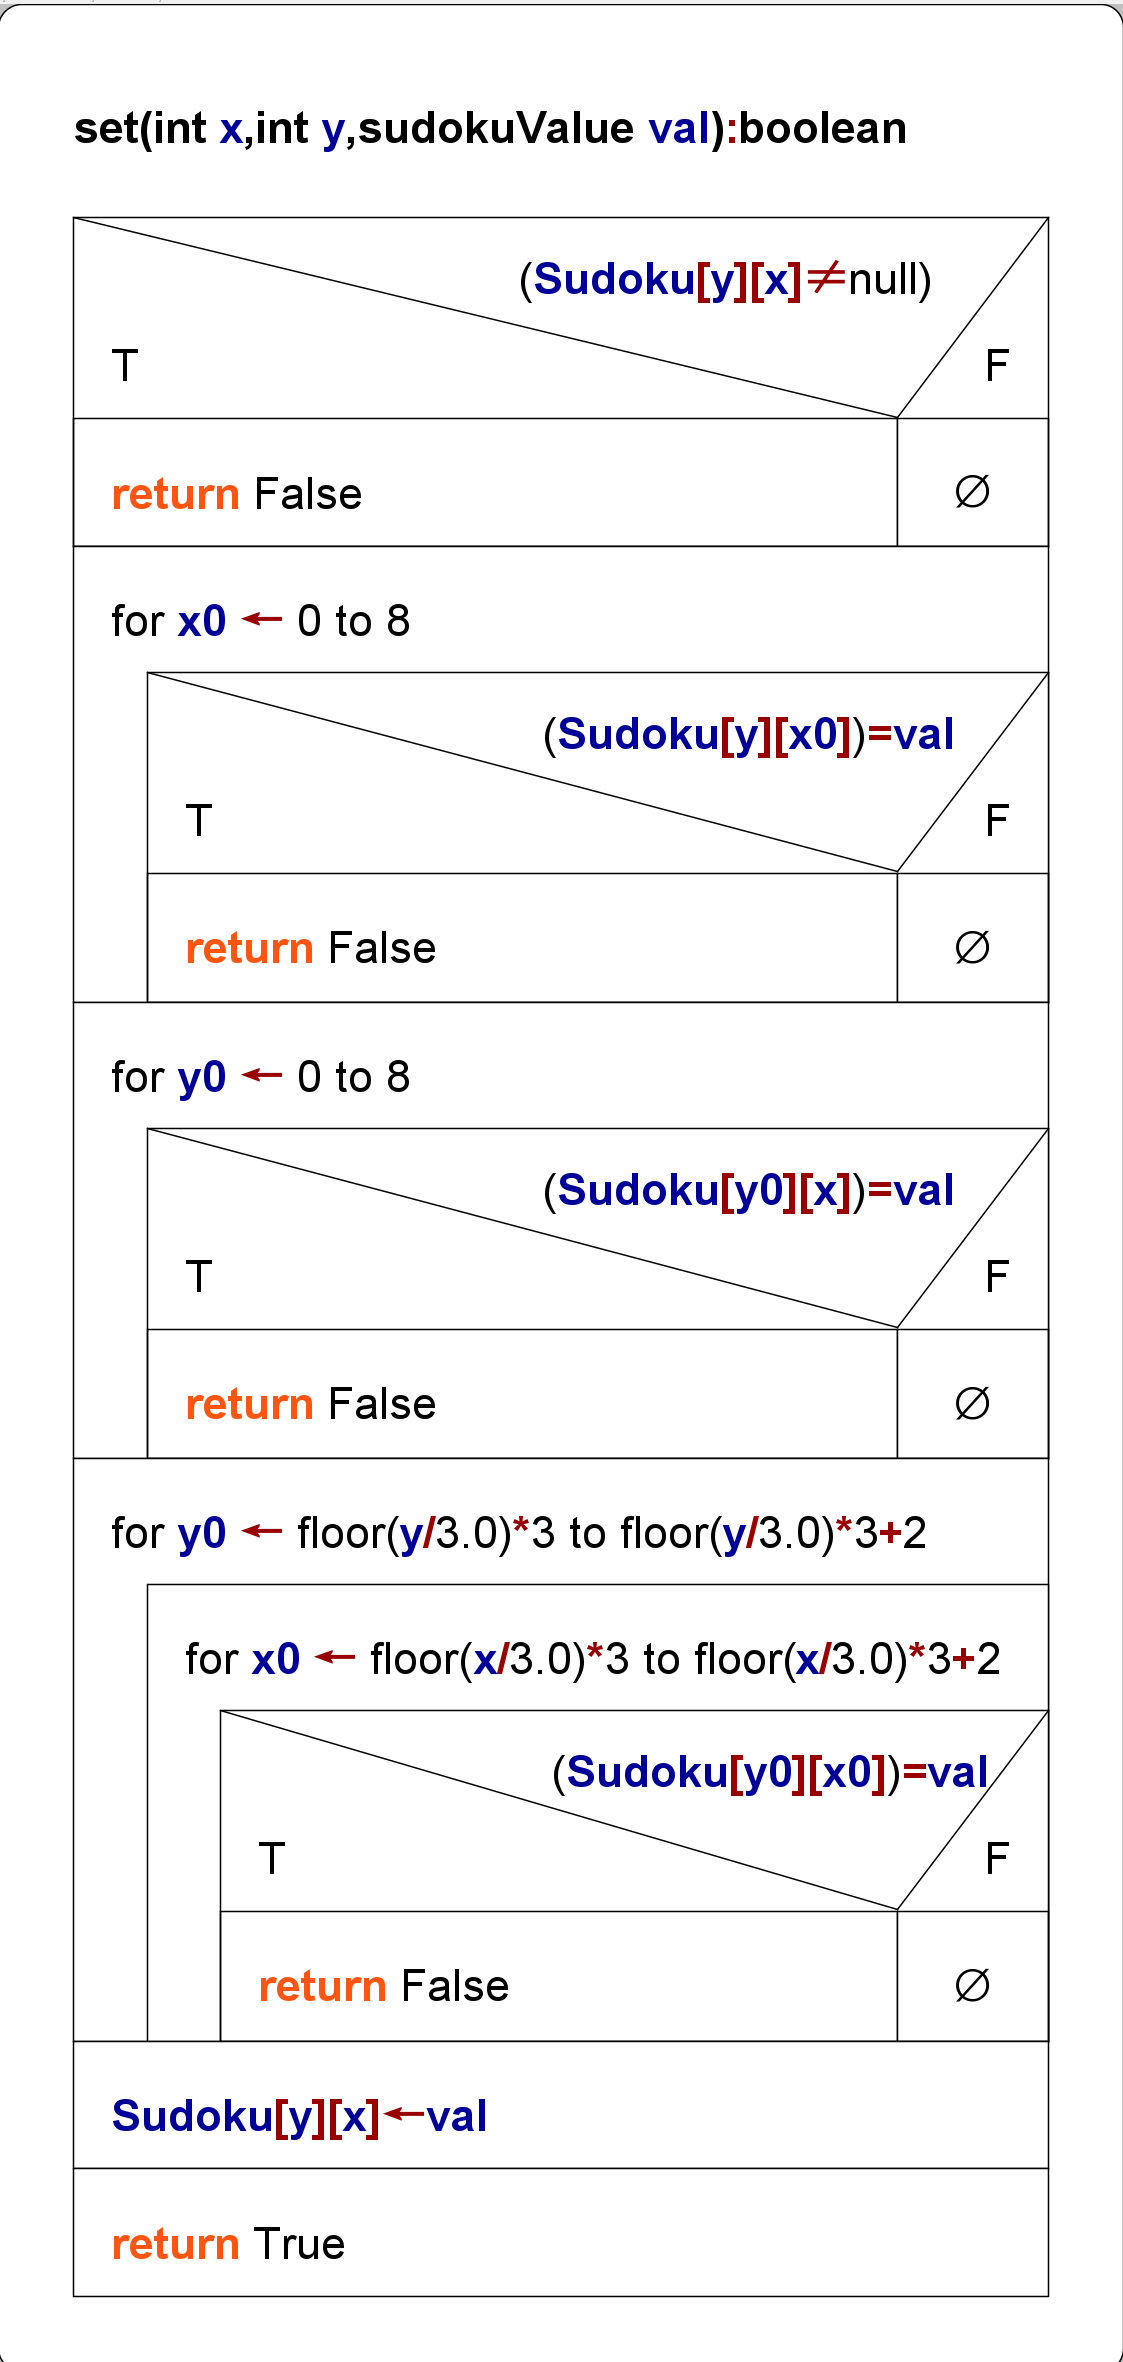 set(int x,int y,sudokuValue val):boolean
(Sudoku[y][x]≠null)
T F
return False ∅
for x0 ← 0 to 8
(Sudoku[y][x0])=val
T F
return False ∅
for y0 ← 0 to 8
(Sudoku[y0][x])=val
T F
return False ∅
for y0 ← floor(y/3.0)*3 to floor(y/3.0)*3+2
for x0 ← floor(x/3.0)*3 to floor(x/3.0)*3+2
(Sudoku[y0][x0])=val
T F
return False ∅
Sudoku[y][x]←val
return True